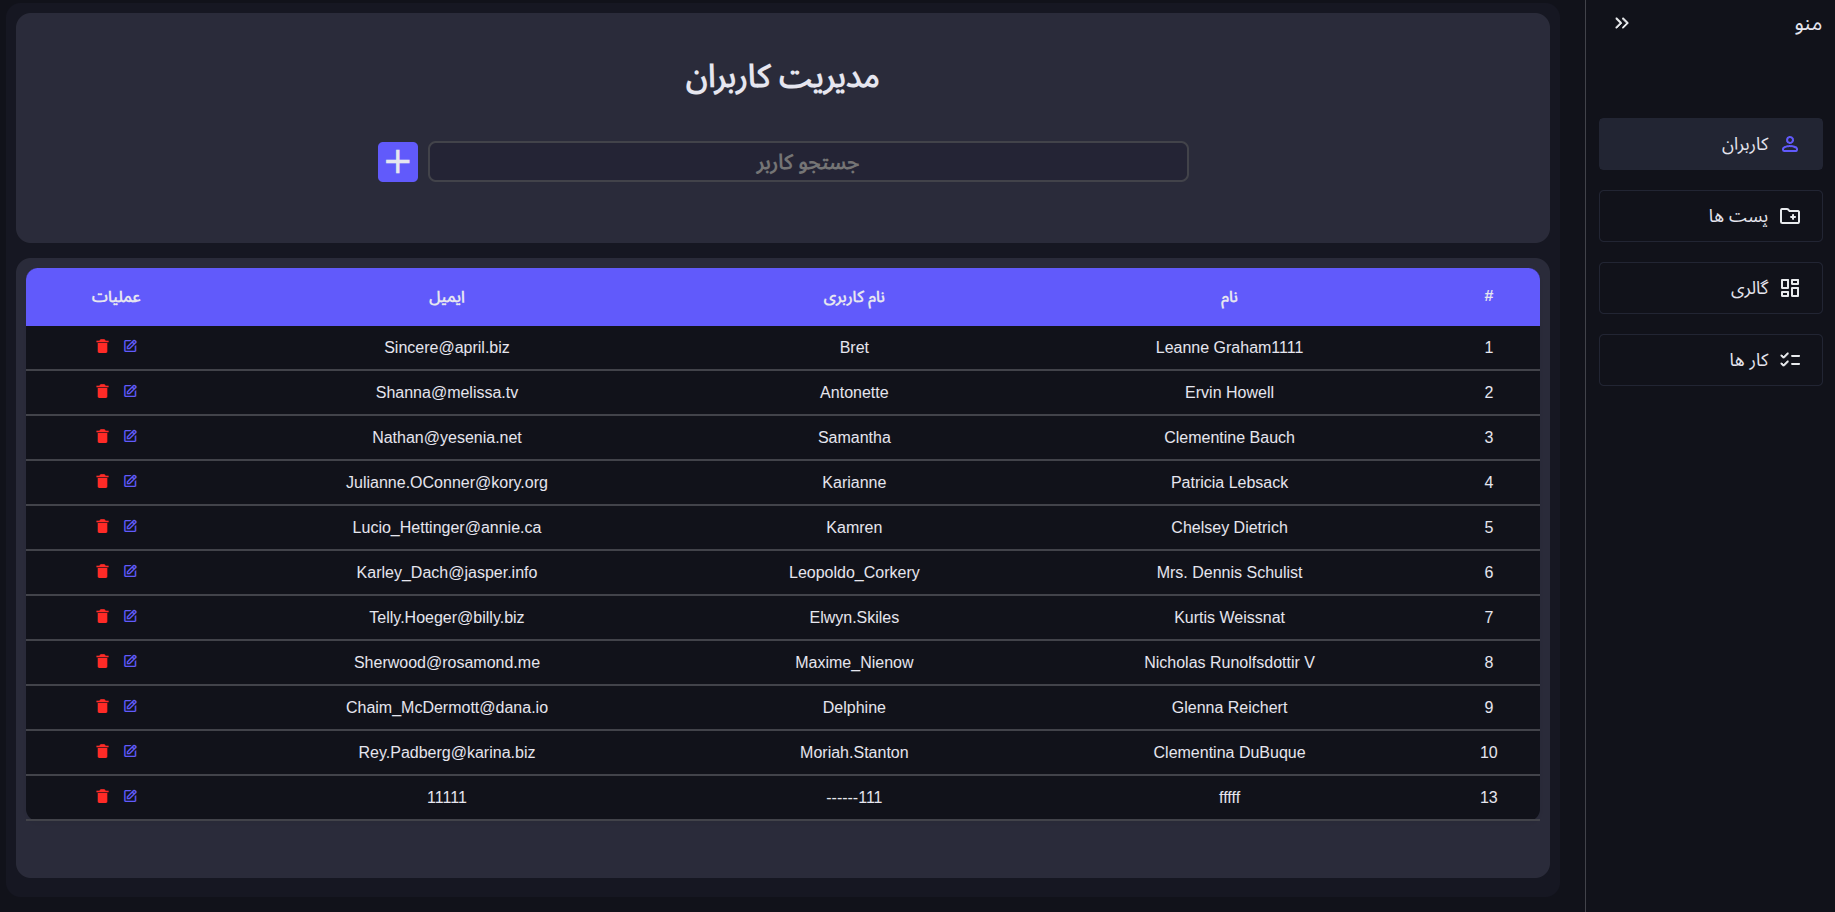 منو
کاربران
پست ها
گالری
کار ها
مدیریت کاربران
جستجو کاربر
# نام نام کاربری ایمیل عملیات
1 Leanne Graham1111 Bret Sincere@april.biz
2 Ervin Howell Antonette Shanna@melissa.tv
3 Clementine Bauch Samantha Nathan@yesenia.net
4 Patricia Lebsack Karianne Julianne.OConner@kory.org
5 Chelsey Dietrich Kamren Lucio_Hettinger@annie.ca
6 Mrs. Dennis Schulist Leopoldo_Corkery Karley_Dach@jasper.info
7 Kurtis Weissnat Elwyn.Skiles Telly.Hoeger@billy.biz
8 Nicholas Runolfsdottir V Maxime_Nienow Sherwood@rosamond.me
9 Glenna Reichert Delphine Chaim_McDermott@dana.io
10 Clementina DuBuque Moriah.Stanton Rey.Padberg@karina.biz
13 fffff ------111 11111